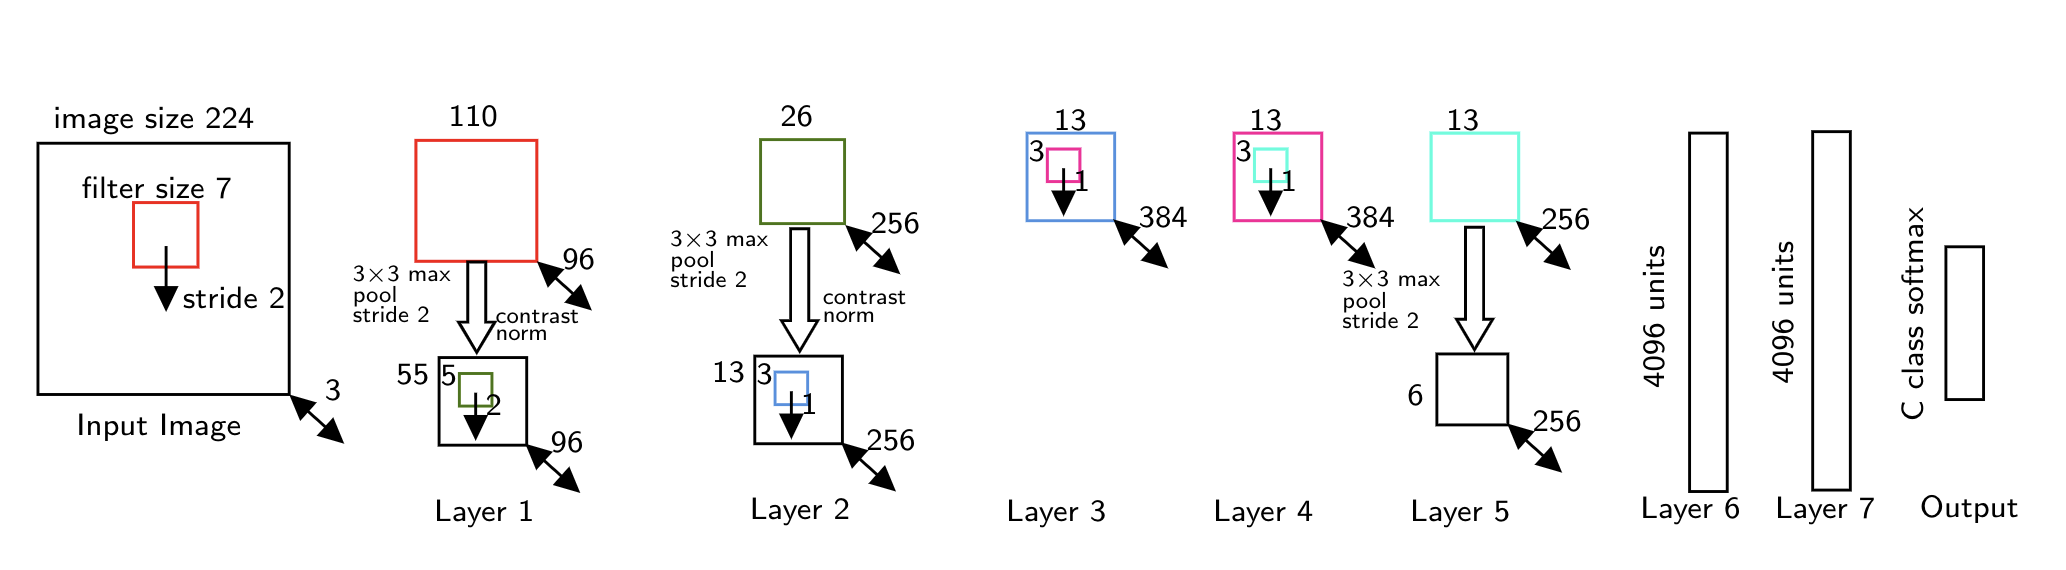 image size 224
filter size 7
stride 2
3
Input Image
110
96
3×3 max
pool
stride 2
contrast
norm
55
5
2
96
Layer 1
26
256
3×3 max
pool
stride 2
contrast
norm
13
3
1
256
Layer 2
13
3
1
384
Layer 3
13
3
1
384
Layer 4
13
256
3×3 max
pool
stride 2
6
256
Layer 5
4096 units
Layer 6
4096 units
Layer 7
C class softmax
Output